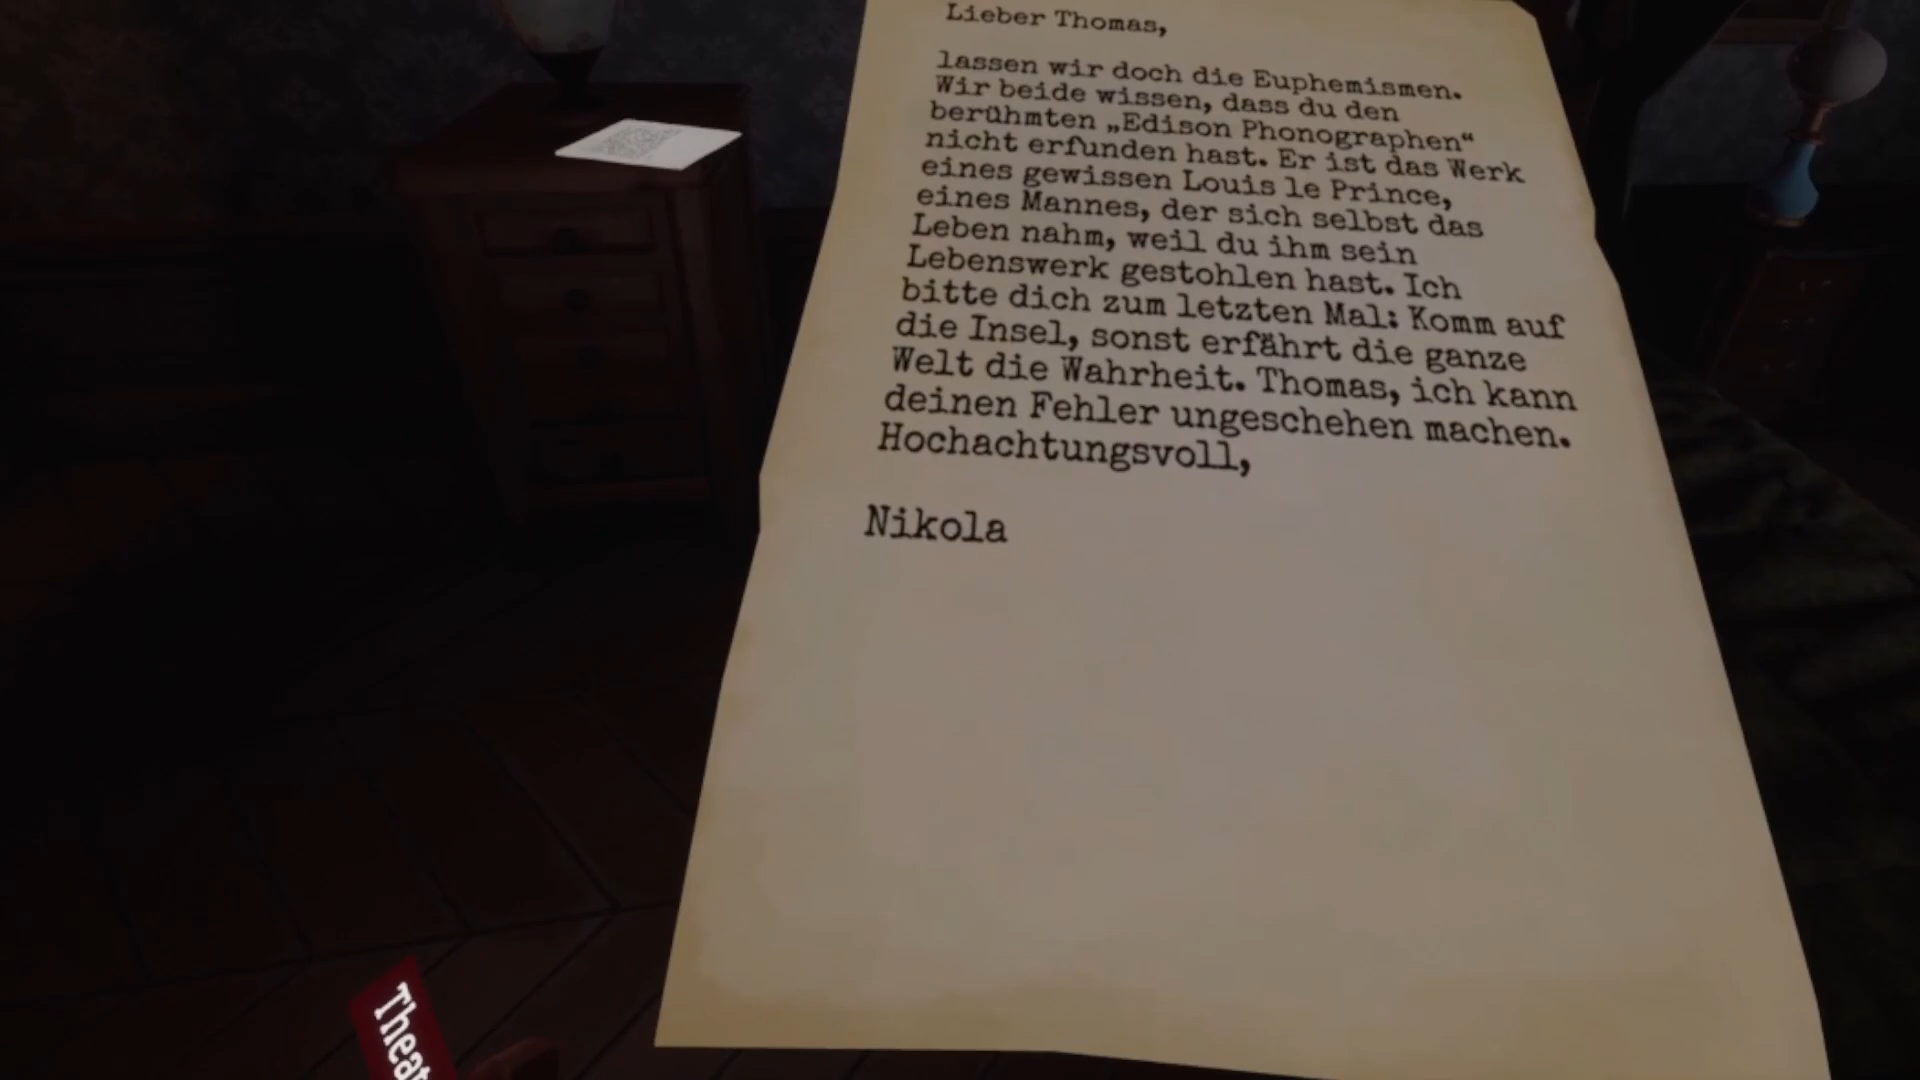 Lieber Thomas,
lassen wir doch die Euphemismen.
Wir beide wissen, dass du den
berühmten „Edison Phonographen“
nicht erfunden hast. Er ist das Werk
eines gewissen Louis le Prince,
eines Mannes, der sich selbst das
Leben nahm, weil du ihm sein
Lebenswerk gestohlen hast. Ich
bitte dich zum letzten Mal: Komm auf
die Insel, sonst erfährt die ganze
Welt die Wahrheit. Thomas, ich kann
deinen Fehler ungeschehen machen.
Hochachtungsvoll,
Nikola